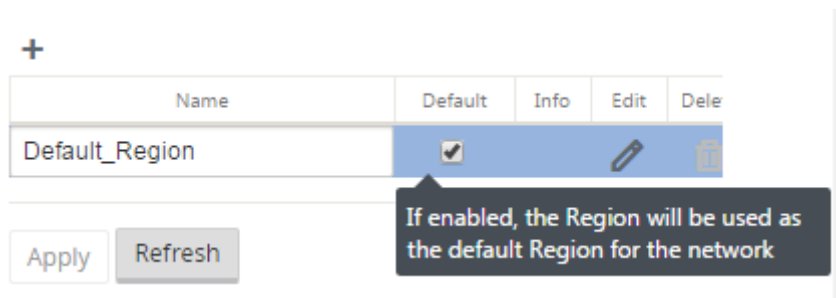 +
Name Default Info Edit Dele
Default_Region
If enabled, the Region will be used as
the default Region for the network
Apply Refresh